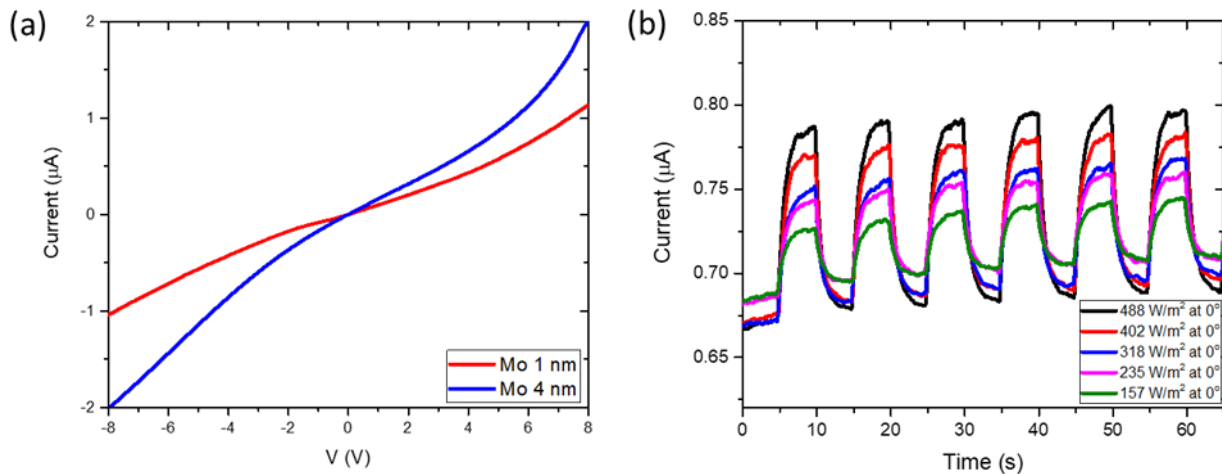 (a)
Current (µA)
2
1
0
-1
-2
-8
-6
-4
-2
0
2
4
6
8
V (V)
Mo 1 nm
Mo 4 nm
(b)
Current (µA)
0.85
0.80
0.75
0.70
0.65
0
10
20
30
40
50
60
Time (s)
488 W/m² at 0°
402 W/m² at 0°
318 W/m² at 0°
235 W/m² at 0°
157 W/m² at 0°